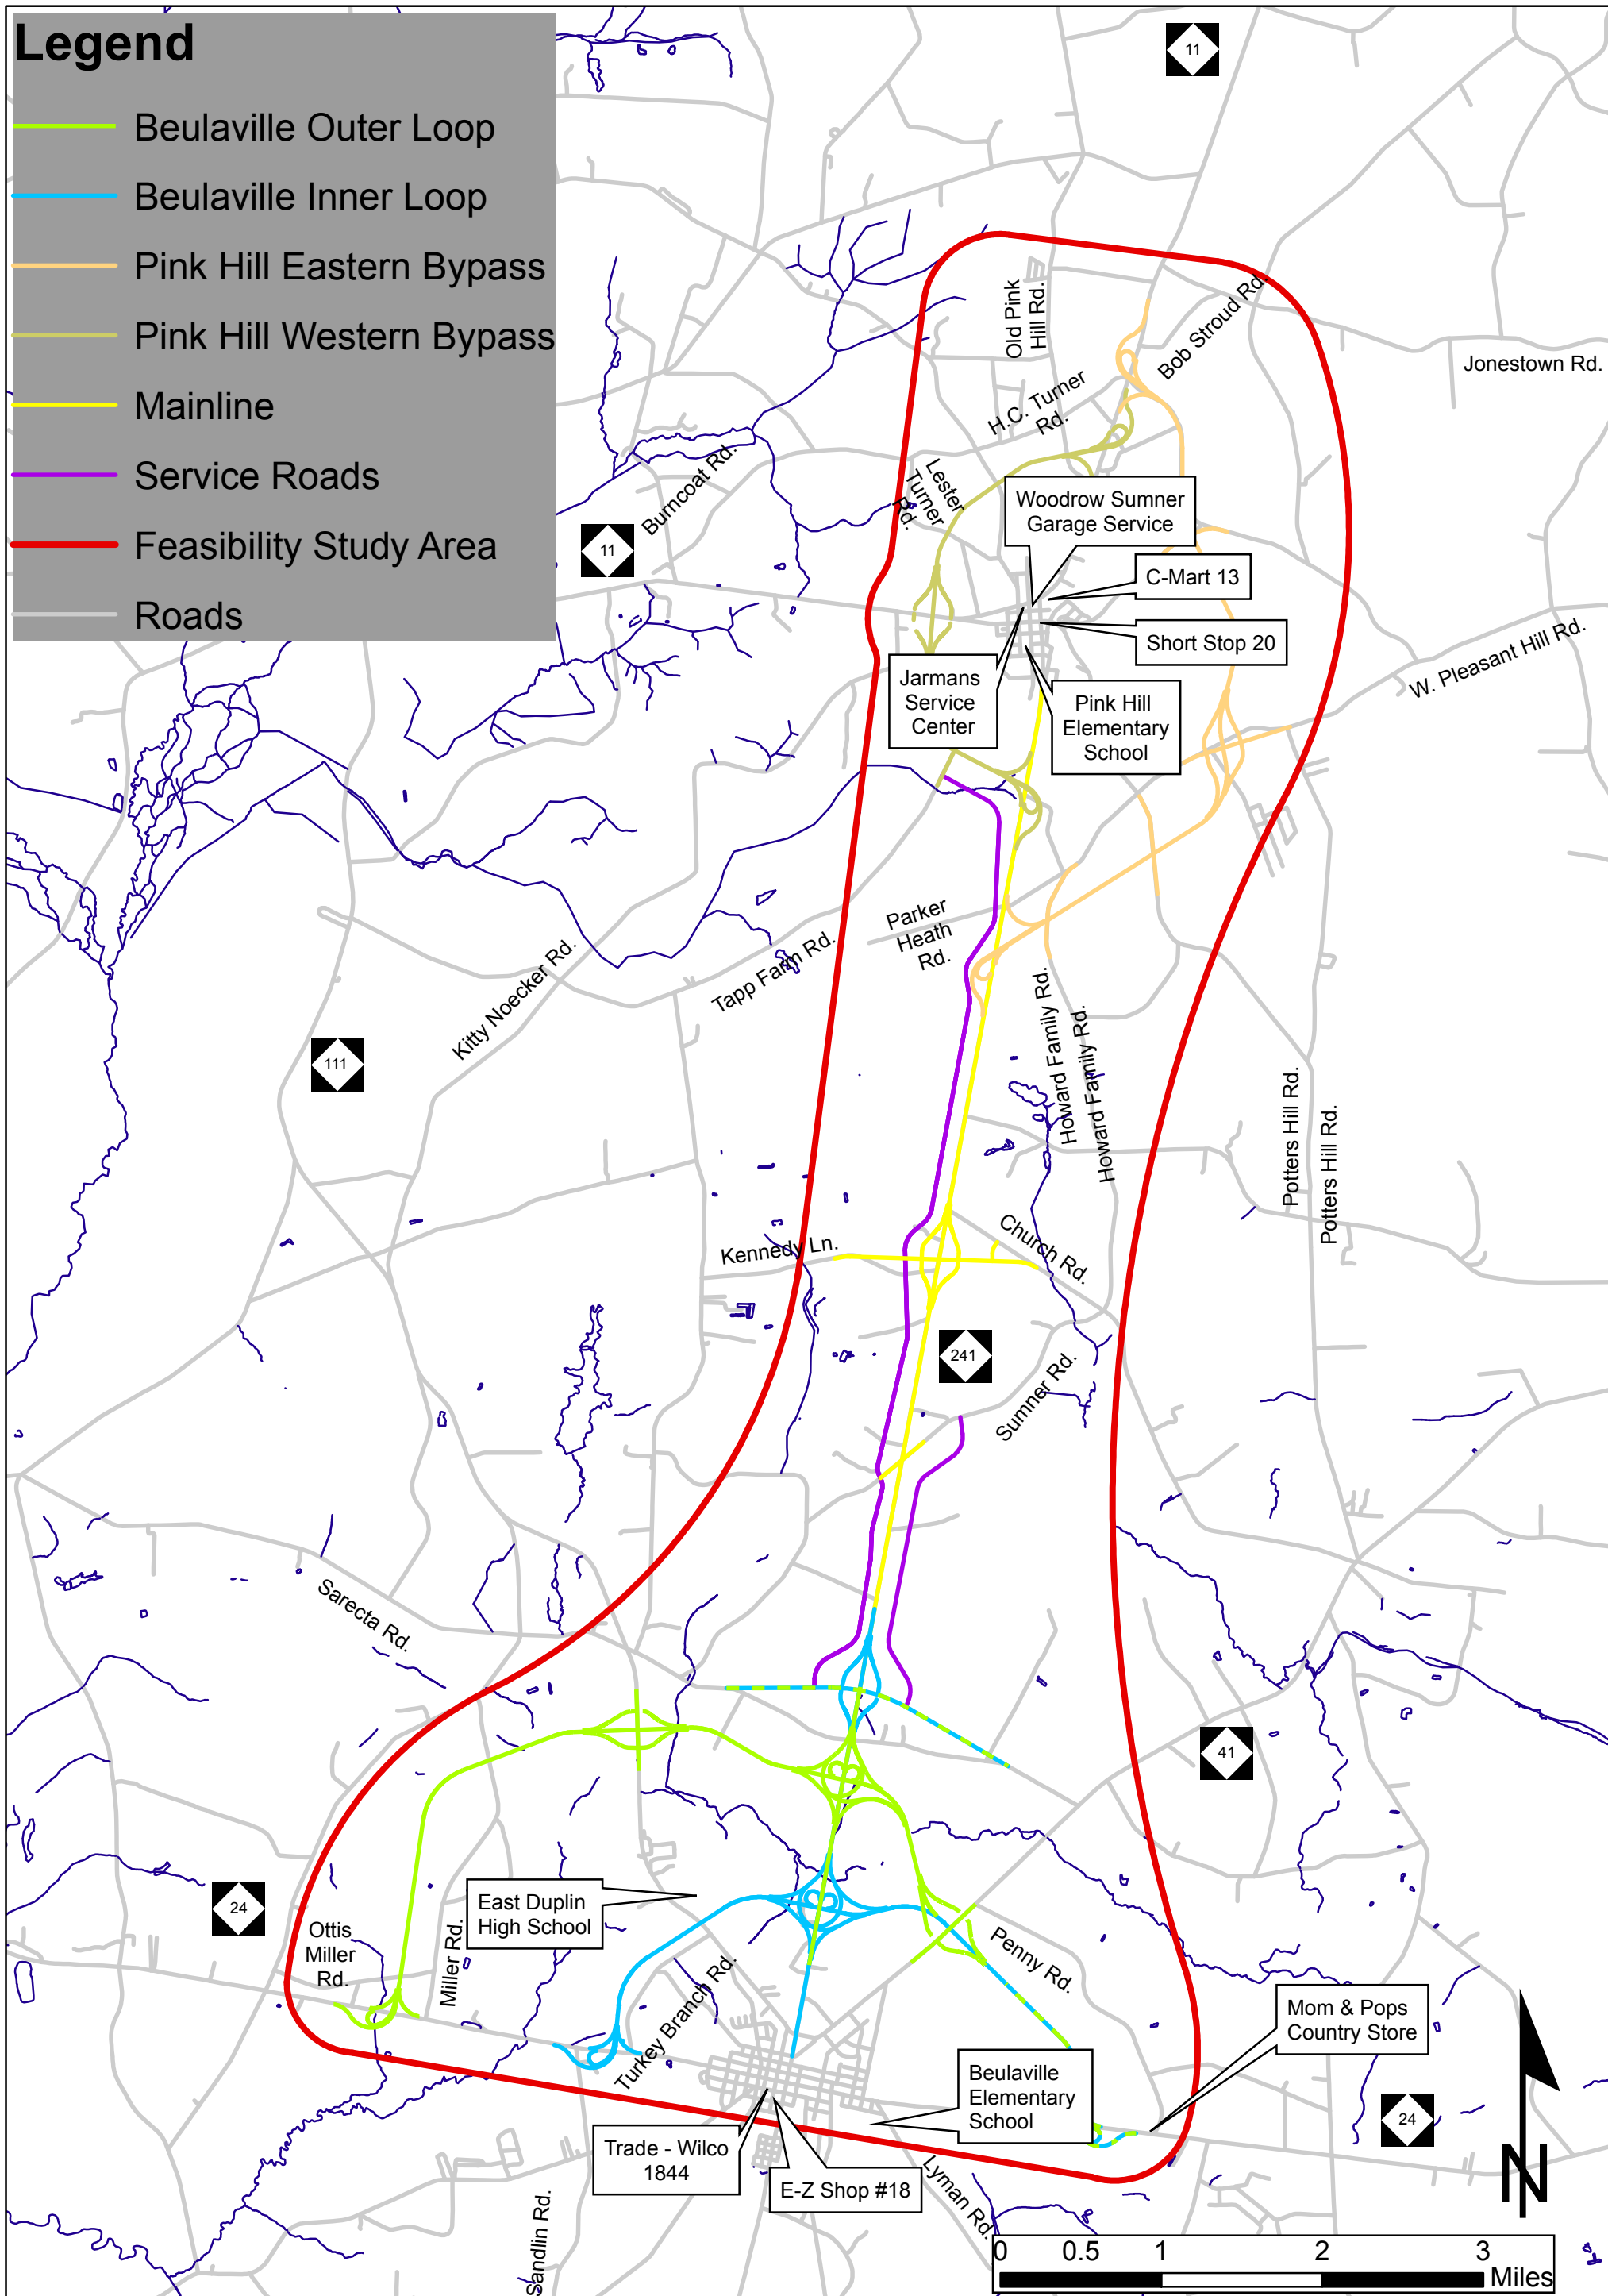 Legend
Beulaville Outer Loop
Beulaville Inner Loop
Pink Hill Eastern Bypass
Pink Hill Western Bypass
Mainline
Service Roads
Feasibility Study Area
Roads
11
Old Pink
Hill Rd.
Bob Stroud Rd.
Jonestown Rd.
H.C. Turner
Rd.
Burncoat Rd.
Lester
Turner
Rd.
11
Woodrow Sumner
Garage Service
C-Mart 13
Short Stop 20
W. Pleasant Hill Rd.
Jarmans
Service
Center
Pink Hill
Elementary
School
Parker
Heath
Rd.
Tapp Farm Rd.
Kitty Noecker Rd.
111
Howard Family Rd.
Howard Family Rd.
Potters Hill Rd.
Potters Hill Rd.
Kennedy Ln.
Church Rd.
241
Sumner Rd.
Sarecta Rd.
41
24
East Duplin
High School
Ottis
Miller
Rd.
Miller Rd.
Penny Rd.
Turkey Branch Rd.
Mom & Pops
Country Store
Beulaville
Elementary
School
24
Trade - Wilco
1844
E-Z Shop #18
Lyman Rd.
Sandlin Rd.
N
0 0.5 1 2 3
Miles